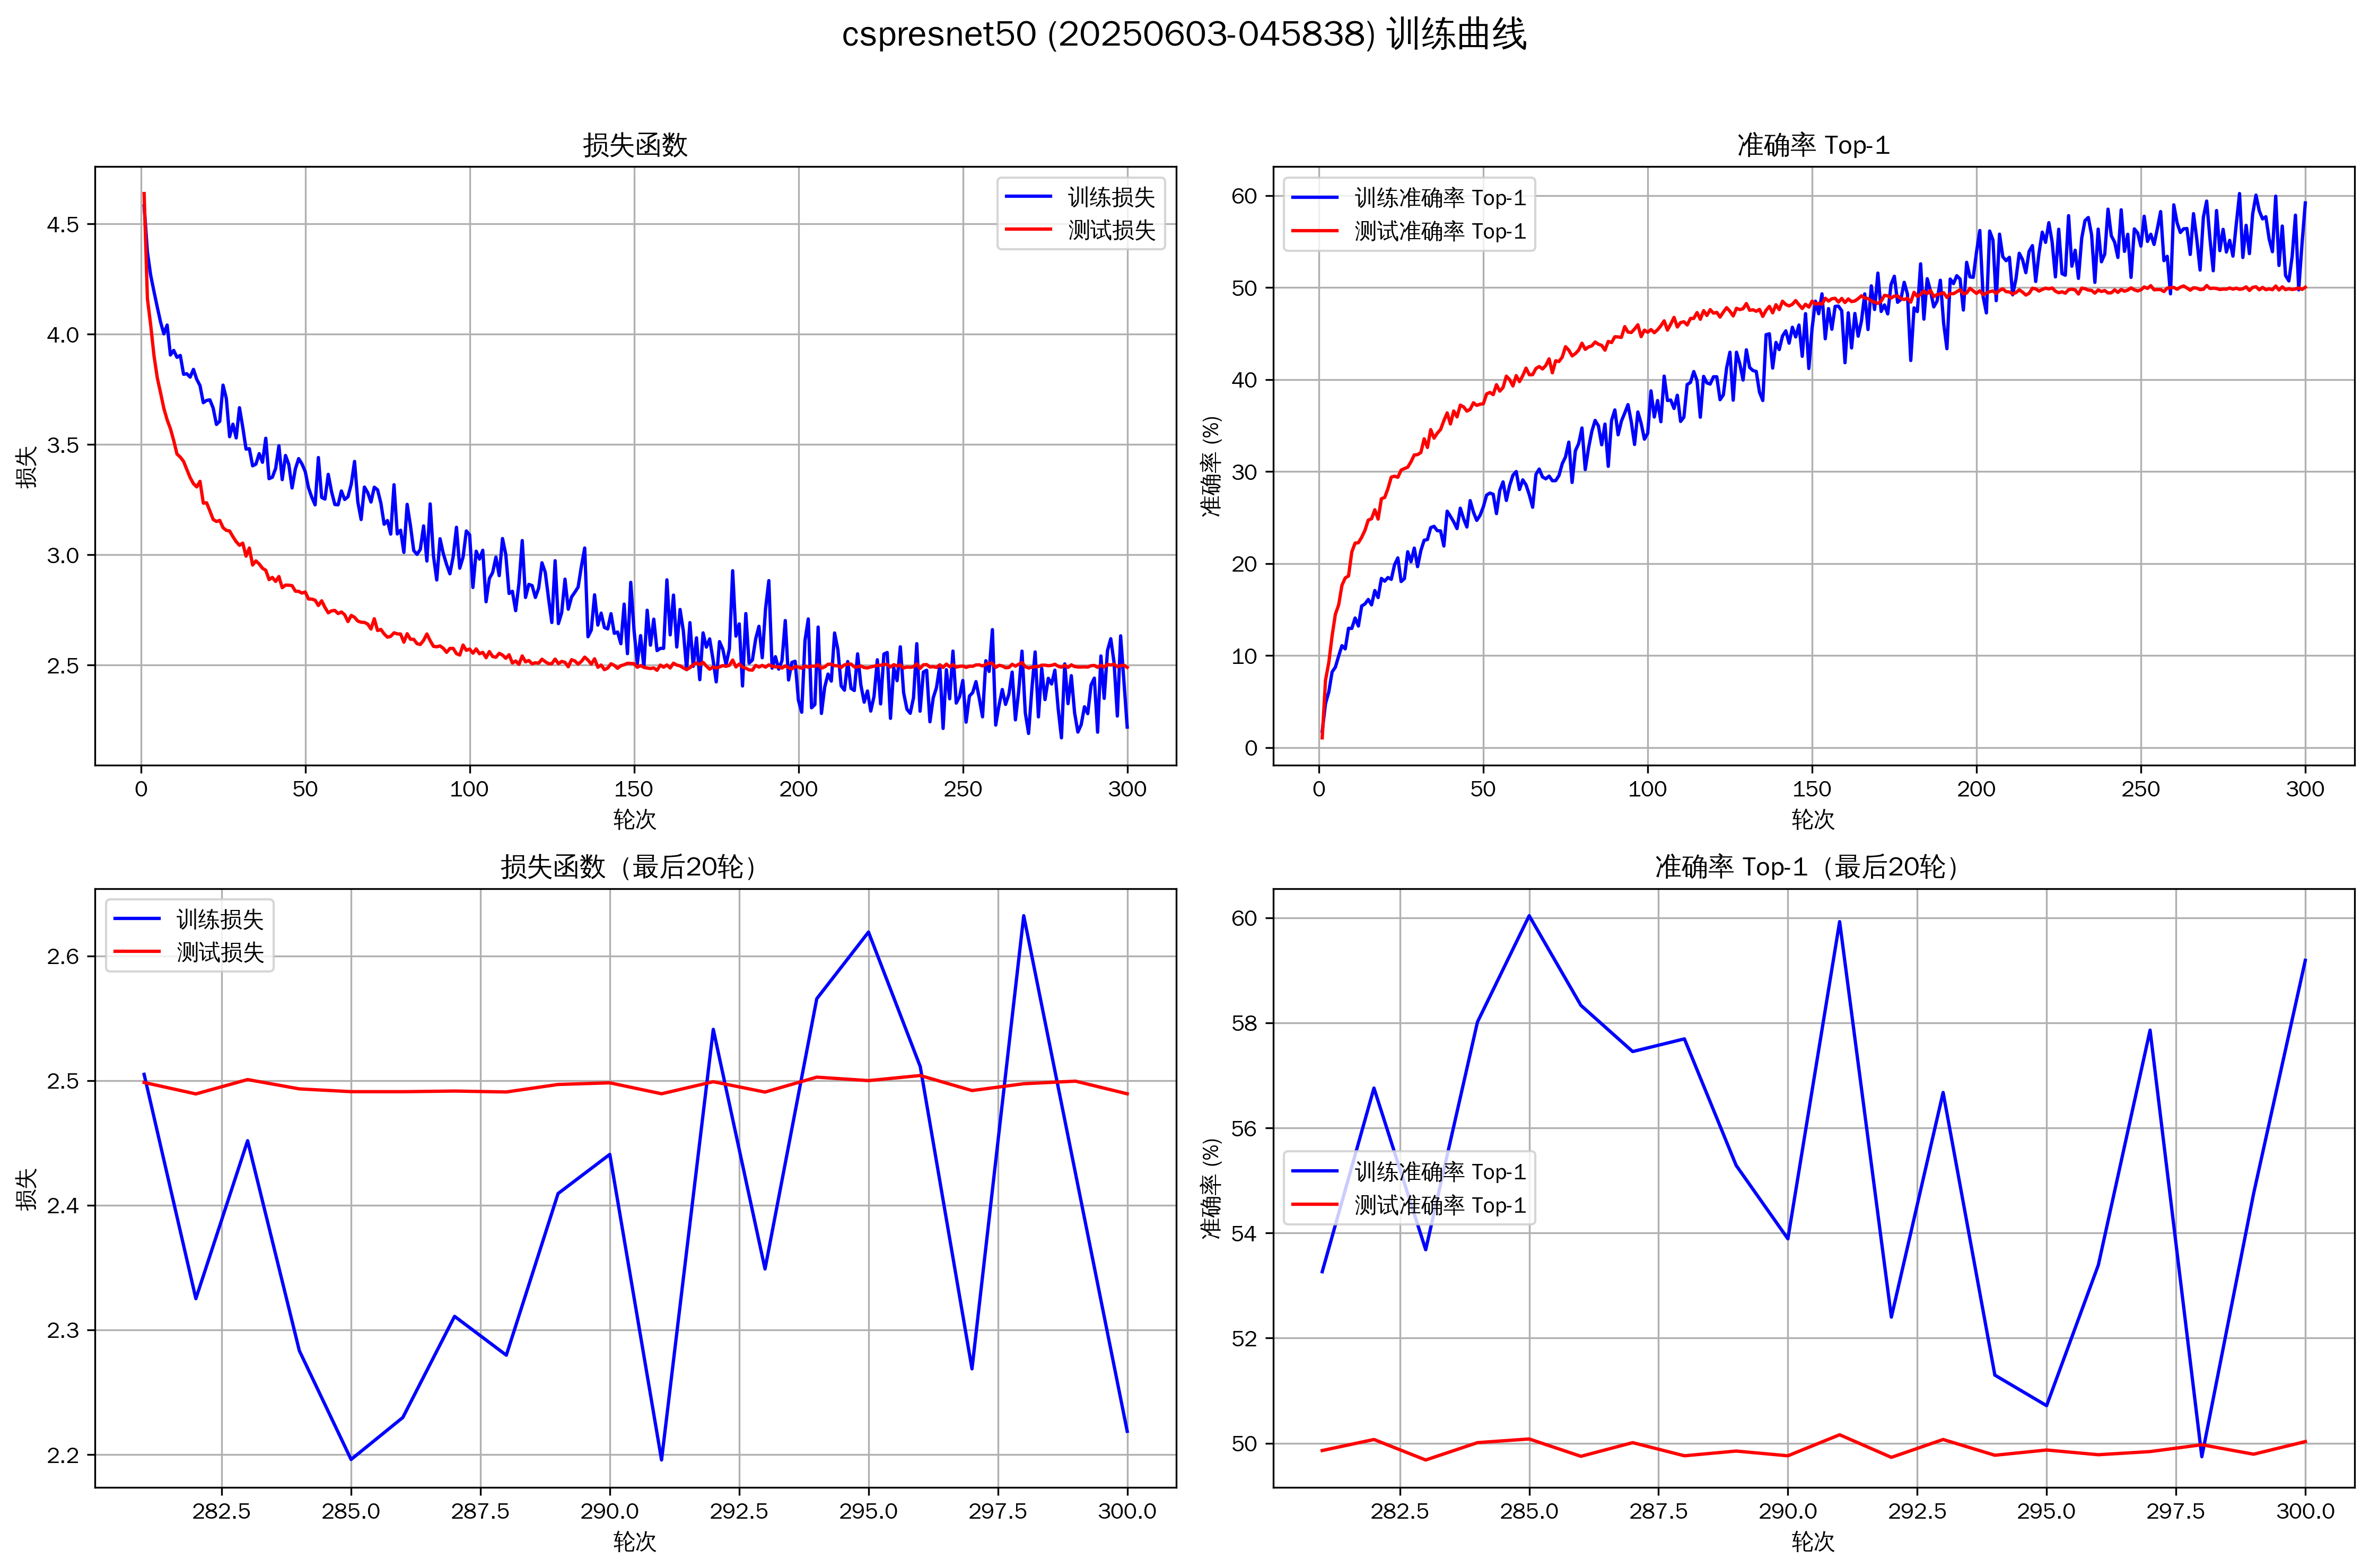 cspresnet50 (20250603-045838) 训练曲线
损失函数
训练损失
测试损失
4.5
4.0
3.5
3.0
2.5
损失
0
50
100
150
200
250
300
轮次
准确率 Top-1
训练准确率 Top-1
测试准确率 Top-1
60
50
40
30
20
10
0
准确率 (%)
0
50
100
150
200
250
300
轮次
损失函数（最后20轮）
训练损失
测试损失
2.6
2.5
2.4
2.3
2.2
损失
282.5
285.0
287.5
290.0
292.5
295.0
297.5
300.0
轮次
准确率 Top-1（最后20轮）
训练准确率 Top-1
测试准确率 Top-1
60
58
56
54
52
50
准确率 (%)
282.5
285.0
287.5
290.0
292.5
295.0
297.5
300.0
轮次